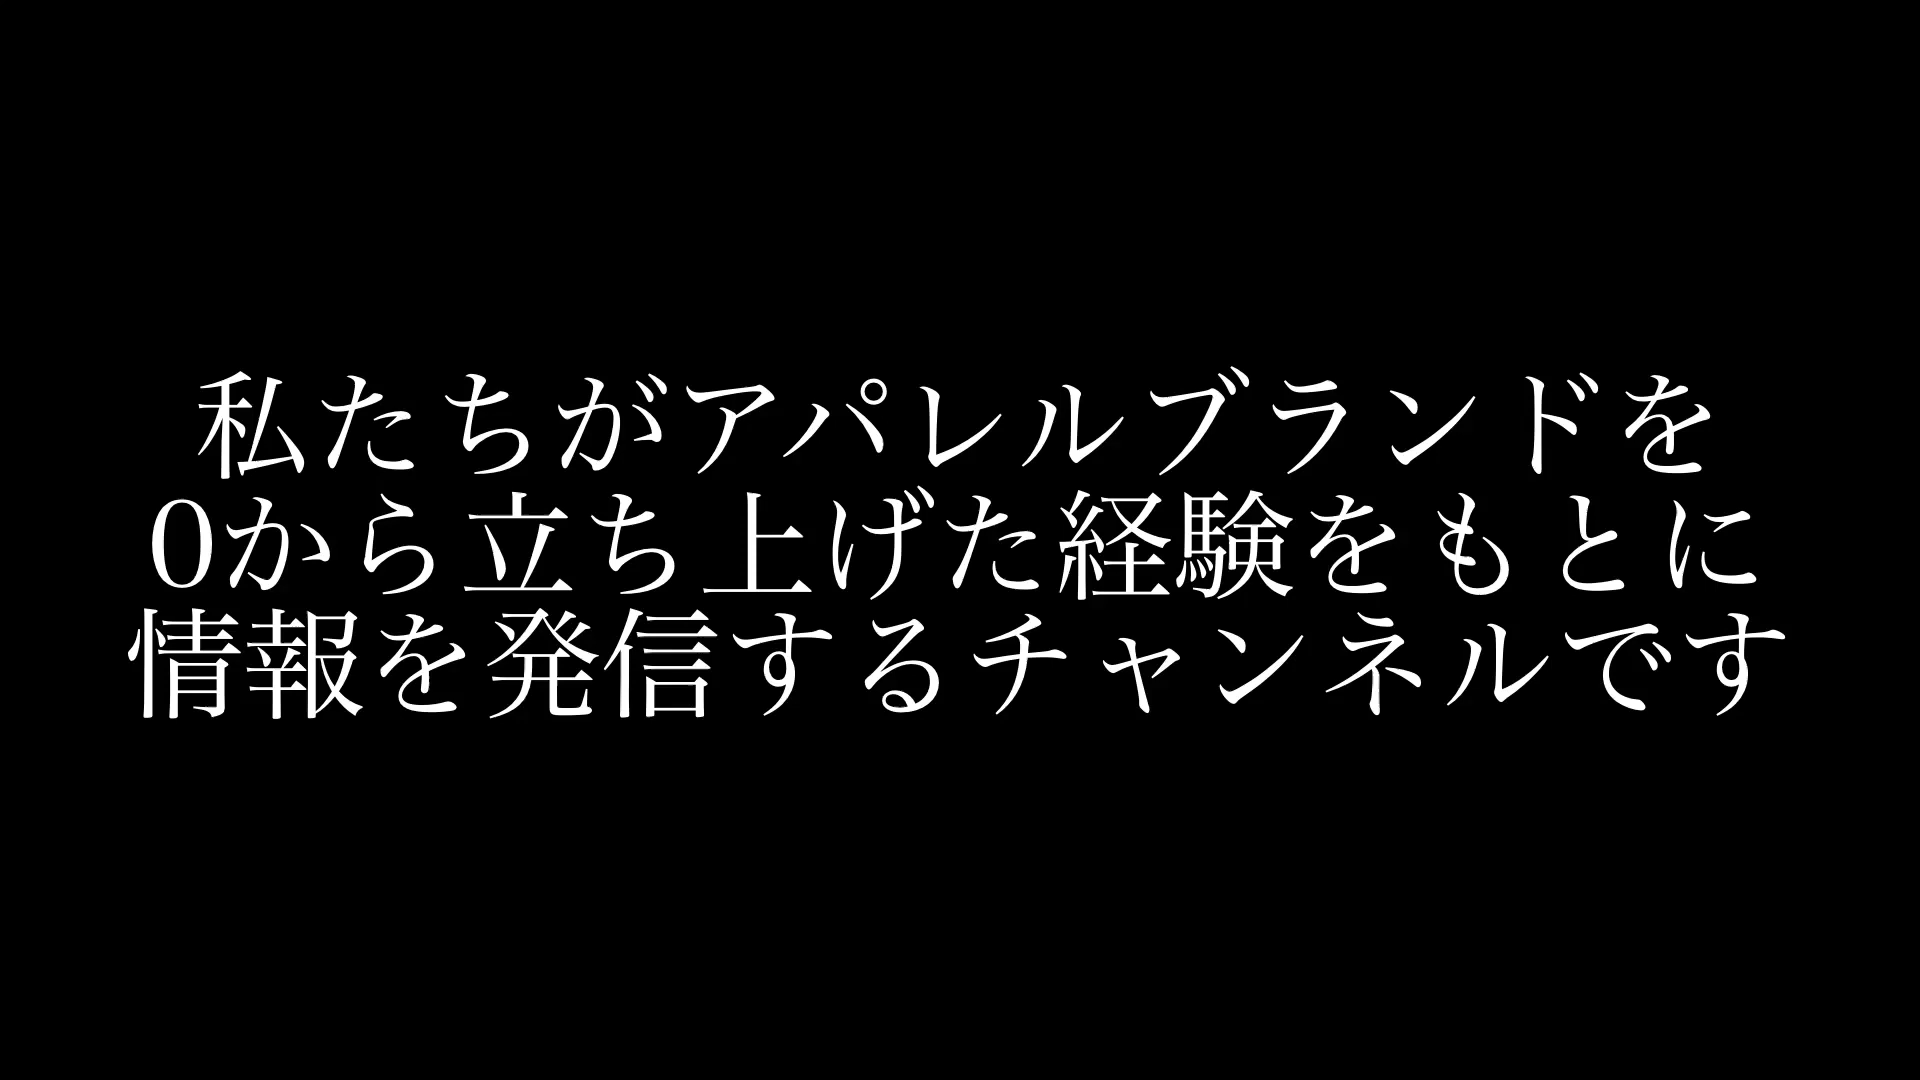 私たちがアパレルブランドを
0から立ち上げた経験をもとに
情報を発信するチャンネルです